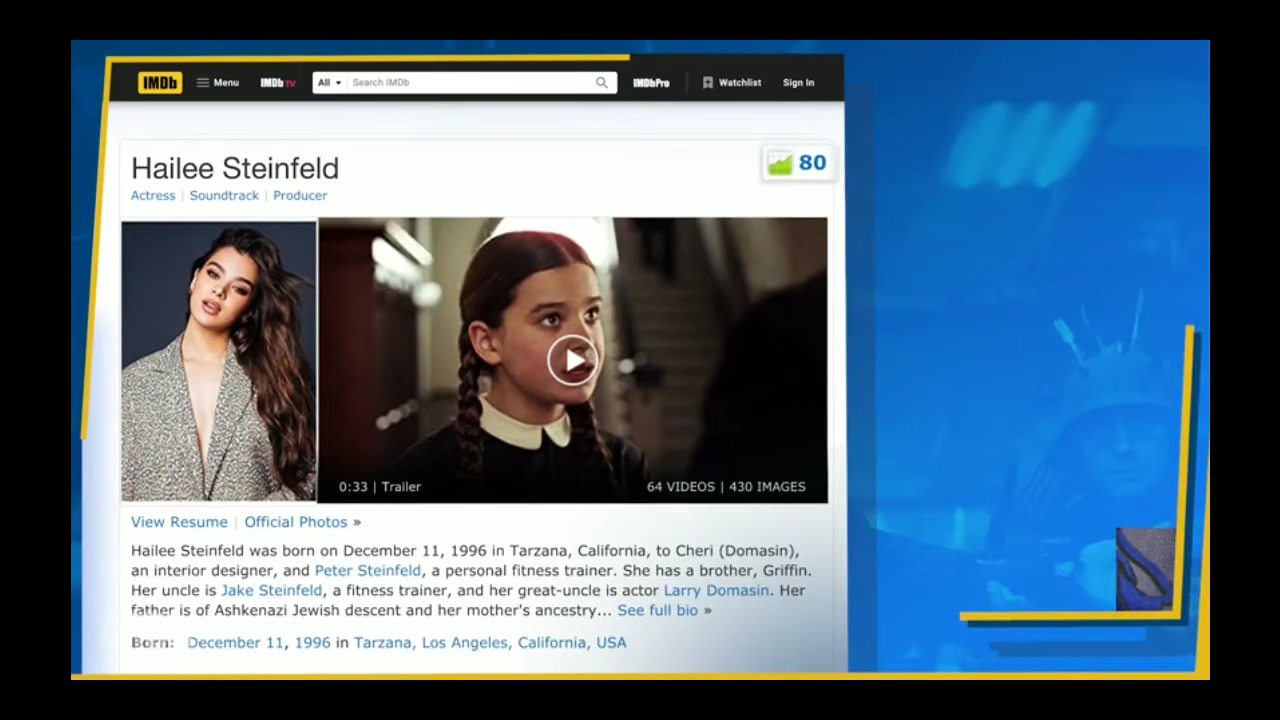 IMDb Menu IMDb TV All Search IMDb IMDbPro Watchlist Sign In
Hailee Steinfeld
80
Actress | Soundtrack | Producer
0:33 | Trailer
64 VIDEOS | 430 IMAGES
View Resume | Official Photos »
Hailee Steinfeld was born on December 11, 1996 in Tarzana, California, to Cheri (Domasin),
an interior designer, and Peter Steinfeld, a personal fitness trainer. She has a brother, Griffin.
Her uncle is Jake Steinfeld, a fitness trainer, and her great-uncle is actor Larry Domasin. Her
father is of Ashkenazi Jewish descent and her mother's ancestry... See full bio »
Born: December 11, 1996 in Tarzana, Los Angeles, California, USA